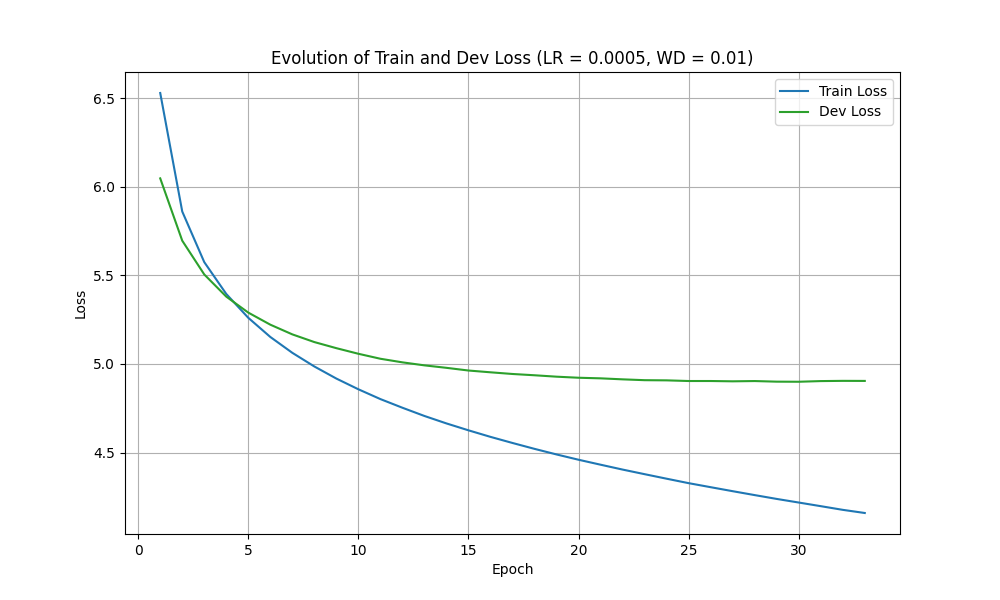 Evolution of Train and Dev Loss (LR = 0.0005, WD = 0.01)
Train Loss
Dev Loss
Loss
6.5
6.0
5.5
5.0
4.5
0 5 10 15 20 25 30
Epoch